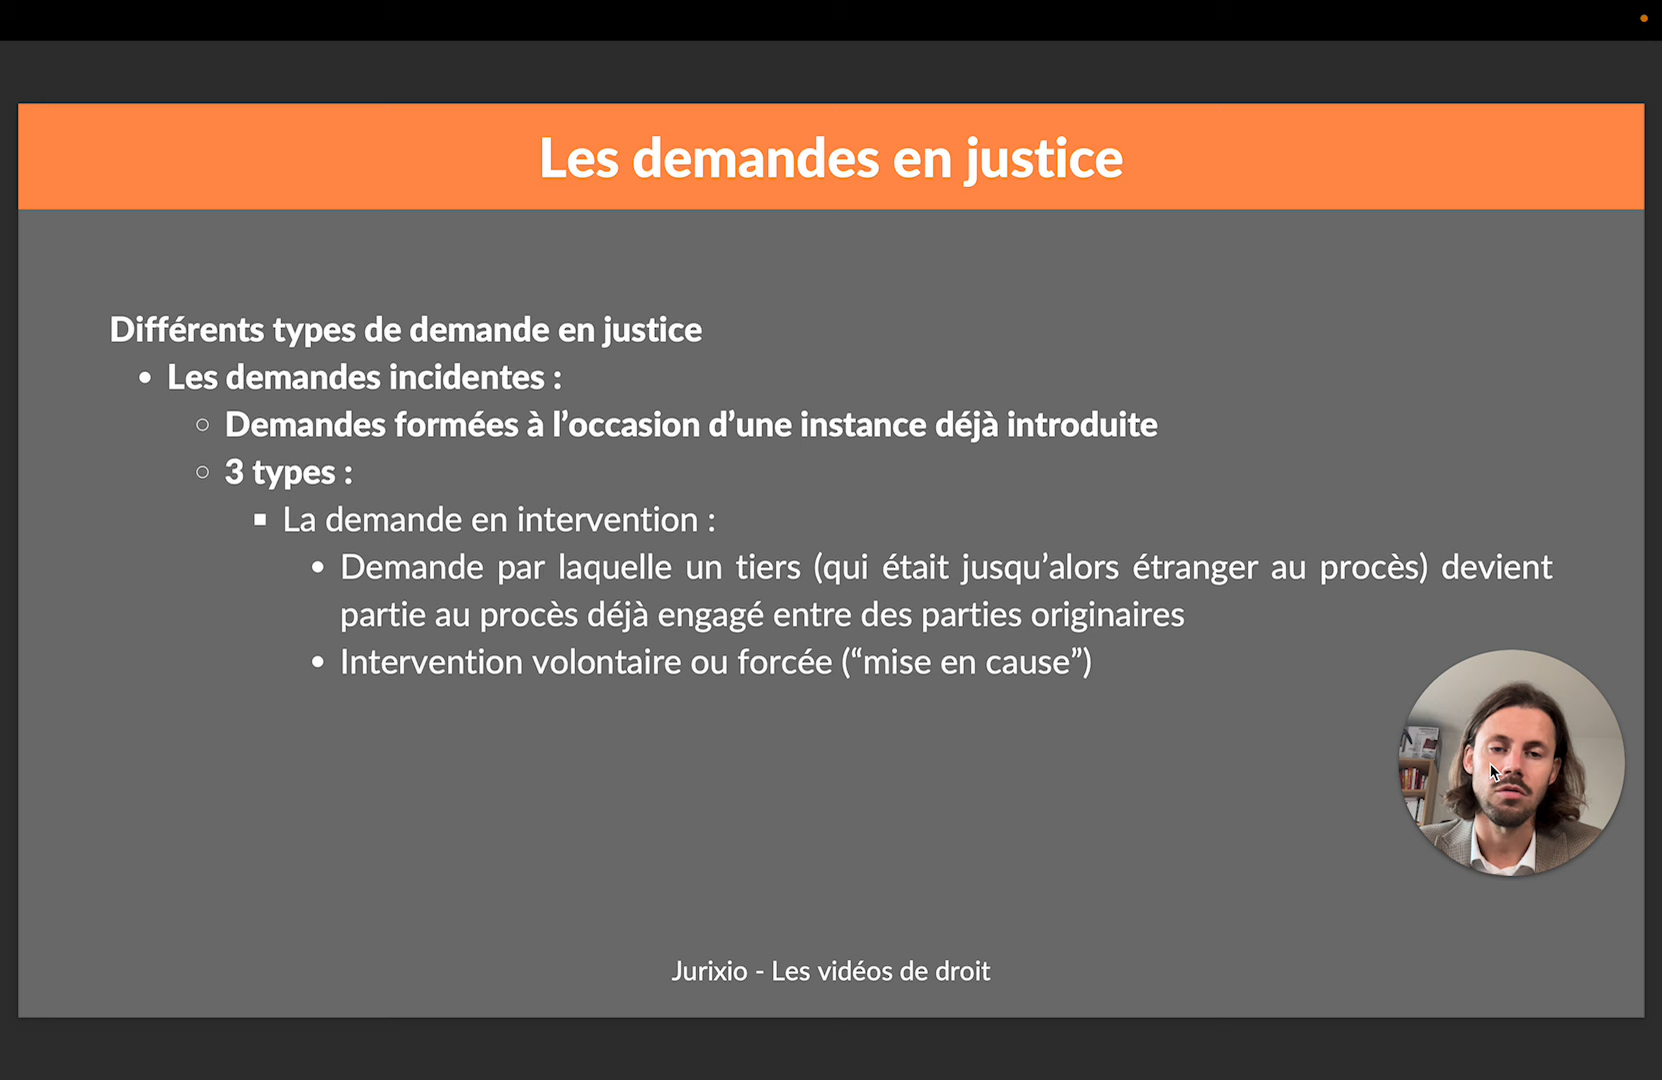 Les demandes en justice
Différents types de demande en justice
• Les demandes incidentes :
○ Demandes formées à l’occasion d’une instance déjà introduite
○ 3 types :
▪ La demande en intervention :
• Demande par laquelle un tiers (qui était jusqu’alors étranger au procès) devient
partie au procès déjà engagé entre des parties originaires
• Intervention volontaire ou forcée (“mise en cause”)
Jurixio - Les vidéos de droit